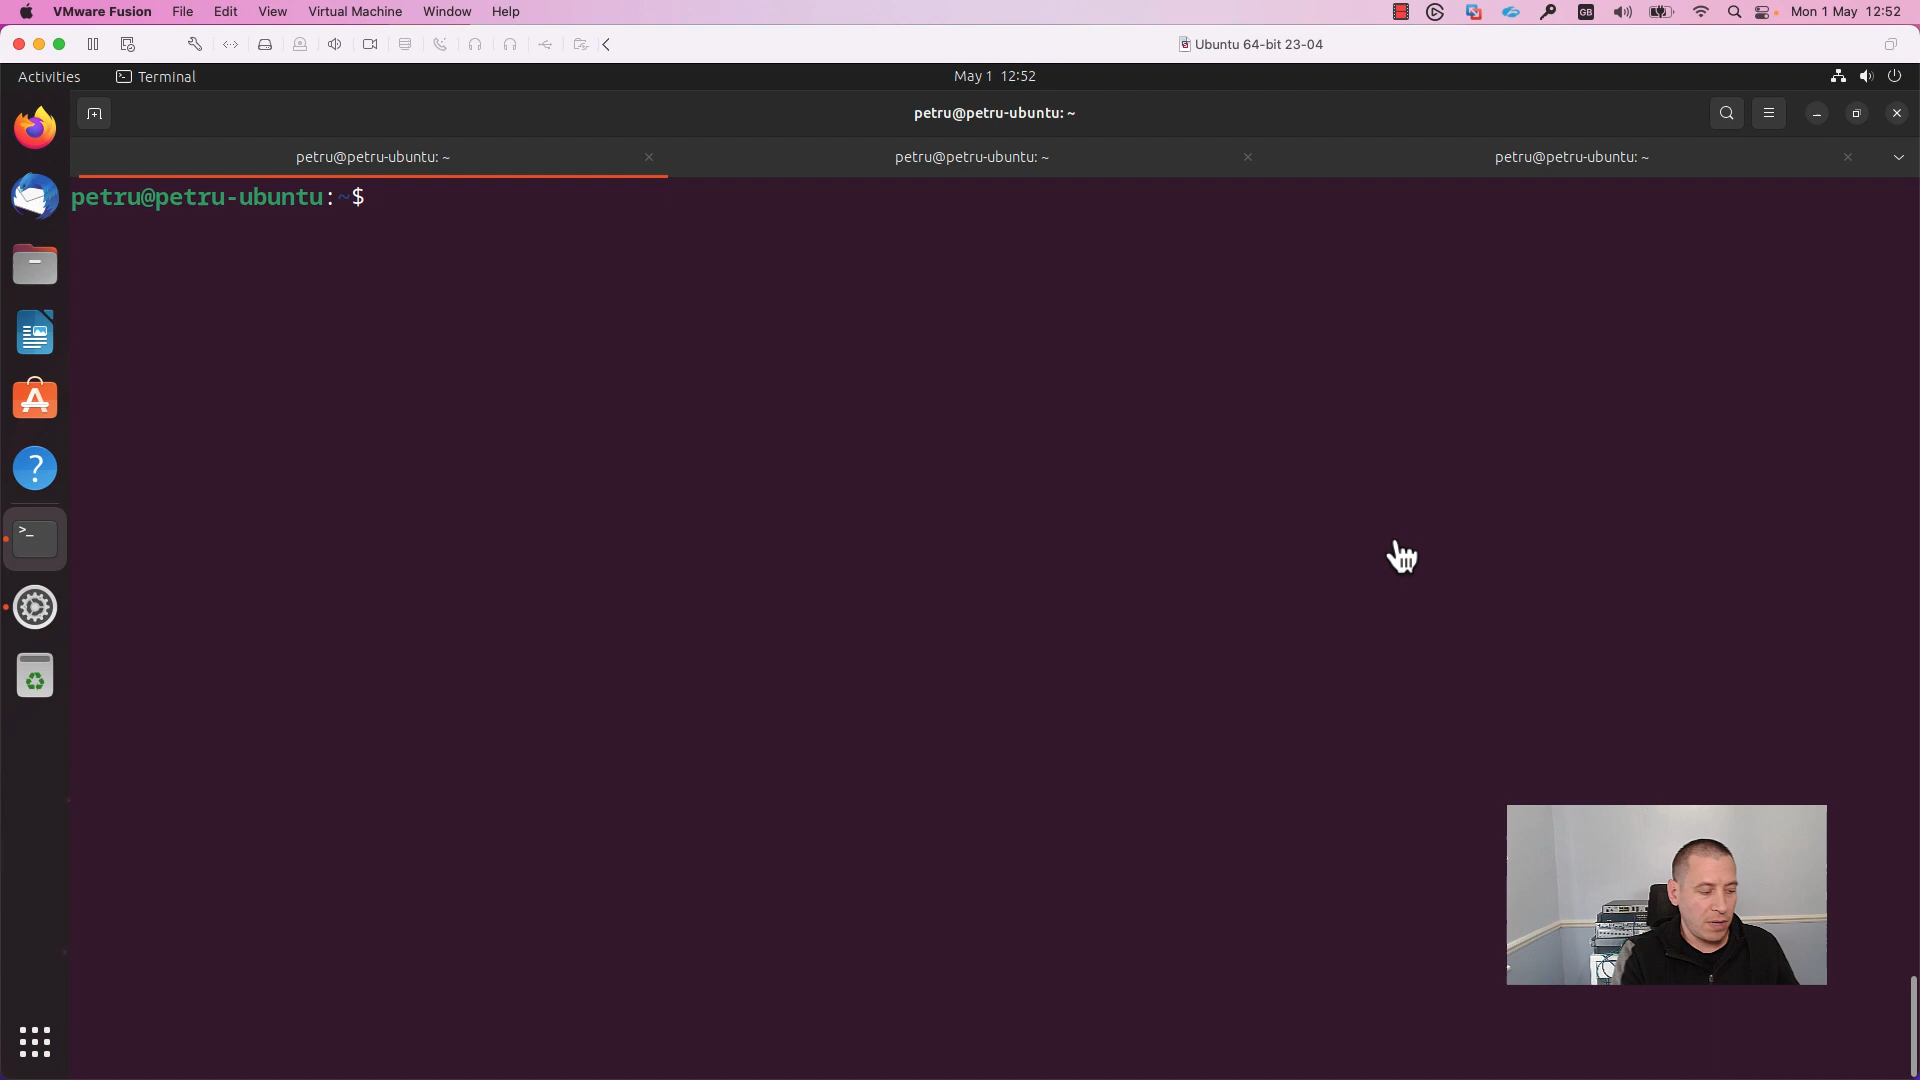 VMware Fusion File Edit View Virtual Machine Window Help GB Mon 1 May 12:52
Ubuntu 64-bit 23-04
Activities Terminal May 1 12:52
petru@petru-ubuntu: ~
petru@petru-ubuntu: ~ petru@petru-ubuntu: ~ petru@petru-ubuntu: ~
petru@petru-ubuntu:~$